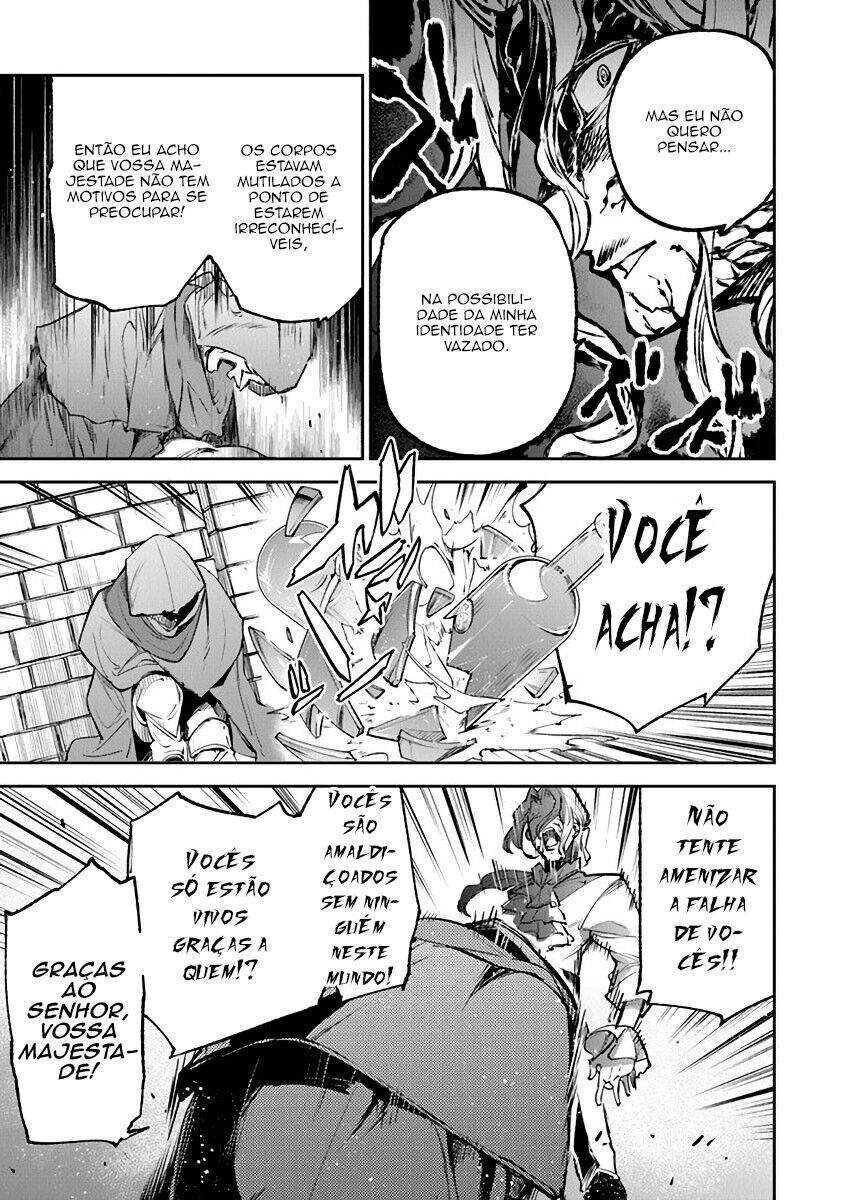 MAS EU NÃO
QUERO
PENSAR...
NA POSSIBILI-
DADE DA MINHA
IDENTIDADE TER
VAZADO.
OS CORPOS
ESTAVAM
MUTILADOS A
PONTO DE
ESTAREM
IRRECONHECÍ-
VEIS,
ENTÃO EU ACHO
QUE VOSSA MA-
JESTADE NÃO TEM
MOTIVOS PARA SE
PREOCUPAR!
VOCÊ
ACHA!?
NÃO
TENTE
AMENIZAR
A FALHA
DE VO-
CÊS!!
VOCÊS
SÃO
AMALDI-
ÇOADOS
SEM NIN-
GUÉM
NESTE
MUNDO!
VOCÊS
SÓ ESTÃO
VIVOS
GRAÇAS A
QUEM!?
GRAÇAS
AO
SENHOR,
VOSSA
MAJESTA-
DE!